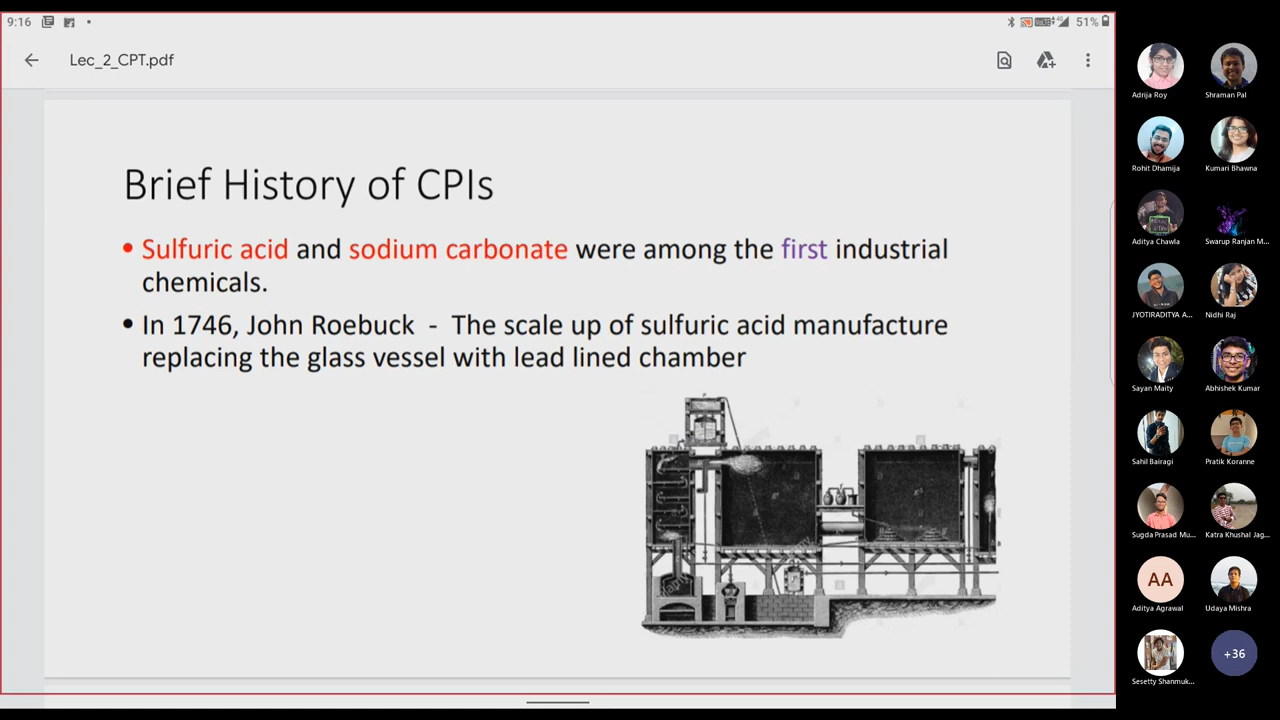 9:16
51%
Lec_2_CPT.pdf
Brief History of CPIs
• Sulfuric acid and sodium carbonate were among the first industrial
chemicals.
• In 1746, John Roebuck - The scale up of sulfuric acid manufacture
replacing the glass vessel with lead lined chamber
Adrija Roy
Shraman Pal
Rohit Dhamija
Kumari Bhawna
Aditya Chawla
Swarup Ranjan M...
JYOTIRADITYA A...
Nidhi Raj
Sayan Maity
Abhishek Kumar
Sahil Bairagi
Pratik Koranne
Sugda Prasad Mu...
Katra Khushal Jag...
AA
Aditya Agrawal
Udaya Mishra
Sesetty Shanmuk...
+36